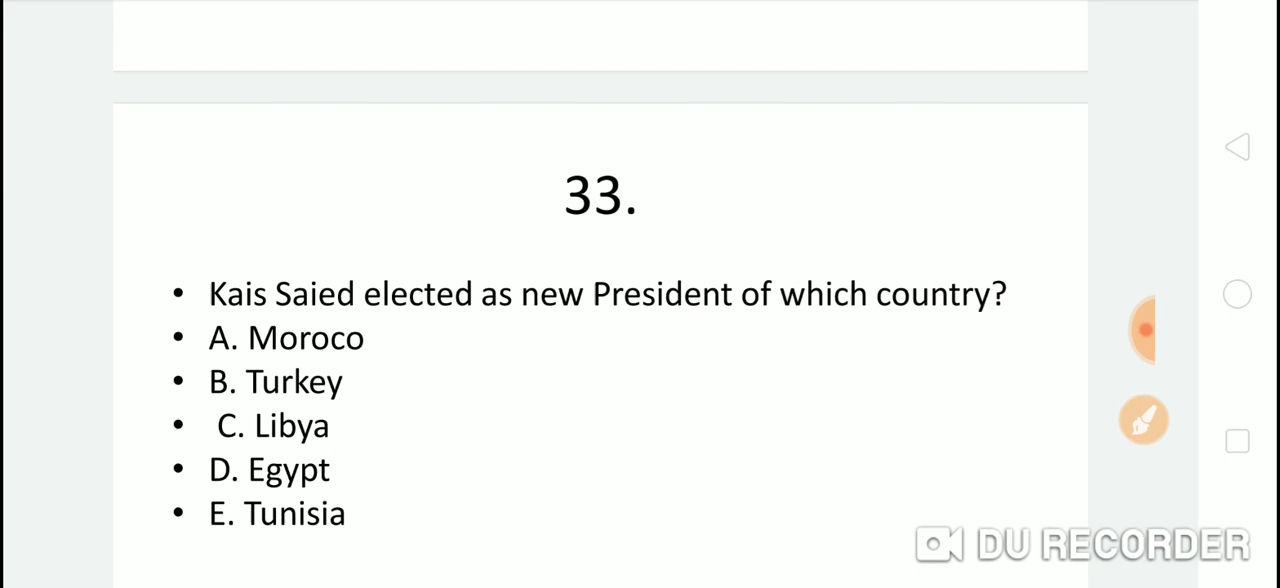 33.
• Kais Saied elected as new President of which country?
• A. Moroco
• B. Turkey
• C. Libya
• D. Egypt
• E. Tunisia
DU RECORDER